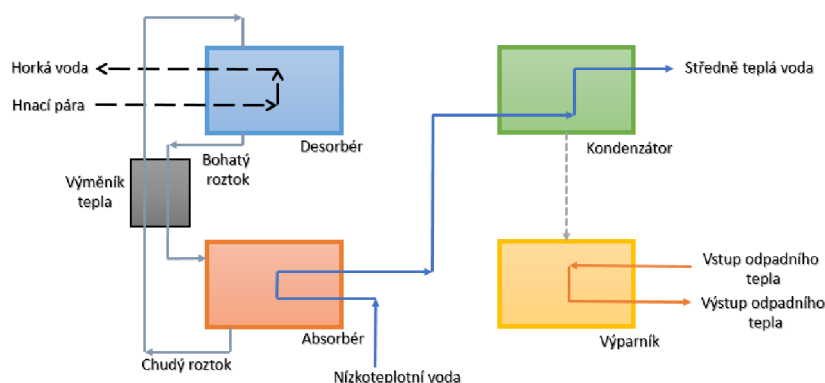 Horká voda
Hnací pára
Desorbér
Bohatý
roztok
Výměník
tepla
Absorbér
Chudý roztok
Nízkoteplotní voda
Středně teplá voda
Kondenzátor
Vstup odpadního
tepla
Výstup odpadního
tepla
Výparník